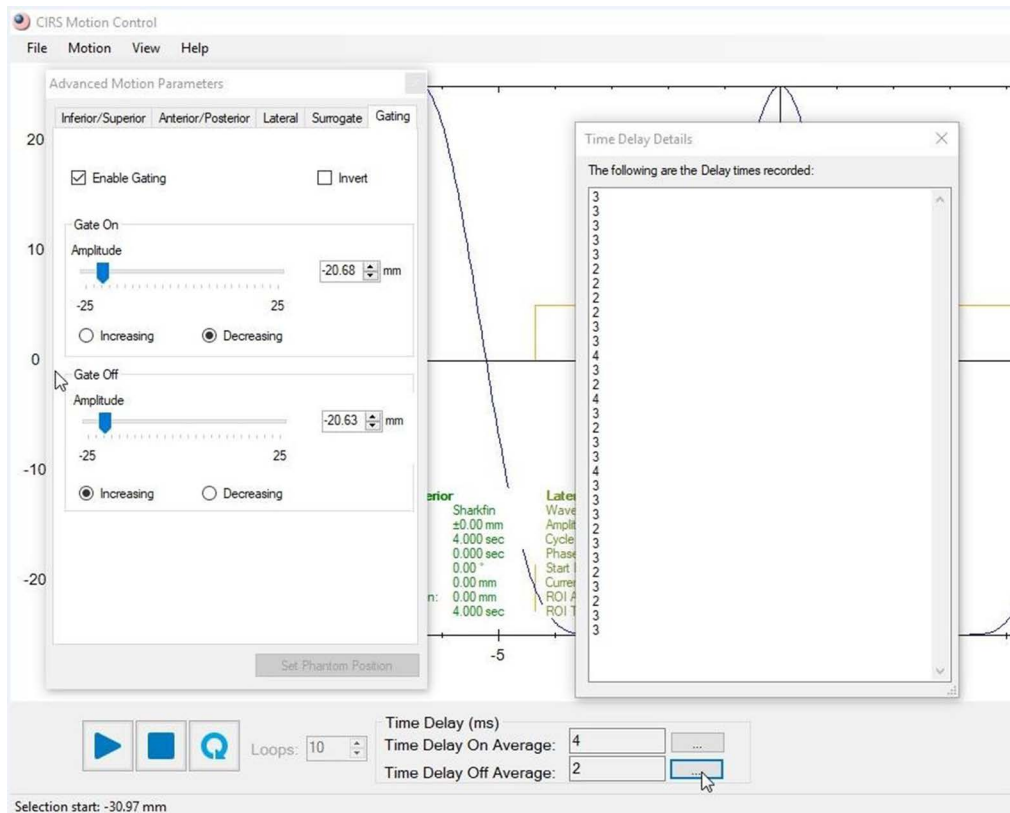 CIRS Motion Control
File Motion View Help
Advanced Motion Parameters
Inferior/Superior Anterior/Posterior Lateral Surrogate Gating
Enable Gating Invert
Gate On
Amplitude
-20.68 mm
-25 25
Increasing Decreasing
Gate Off
Amplitude
-20.63 mm
-25 25
Increasing Decreasing
Set Phantom Position
20
10
0
-10
-20
-5
erior
Sharkfin
±0.00 mm
4.000 sec
0.000 sec
0.00 °
0.00 mm
n: 0.00 mm
4.000 sec
Later
Wave
Amplit
Cycle
Phase
Start
Curre
ROI A
ROI T
Time Delay Details
The following are the Delay times recorded:
3
3
3
3
3
2
2
2
2
3
3
4
3
2
4
3
2
3
3
4
3
3
3
2
3
3
2
3
2
3
3
Loops: 10
Time Delay (ms)
Time Delay On Average: 4 ...
Time Delay Off Average: 2 ...
Selection start: -30.97 mm